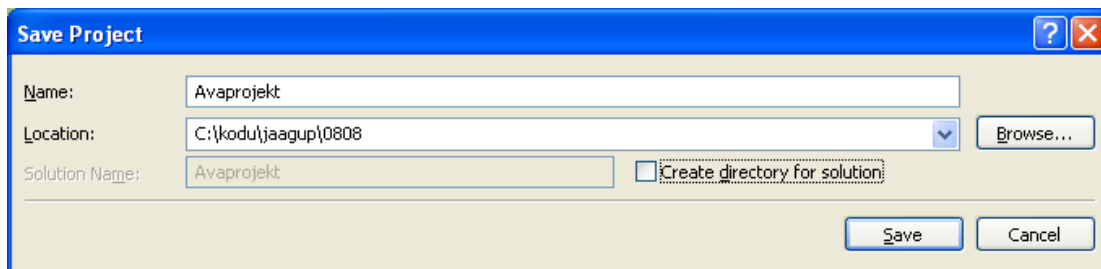 Save Project
Name: Avaprojekt
Location: C:\kodu\jaagup\0808 Browse...
Solution Name: Avaprojekt Create directory for solution
Save Cancel